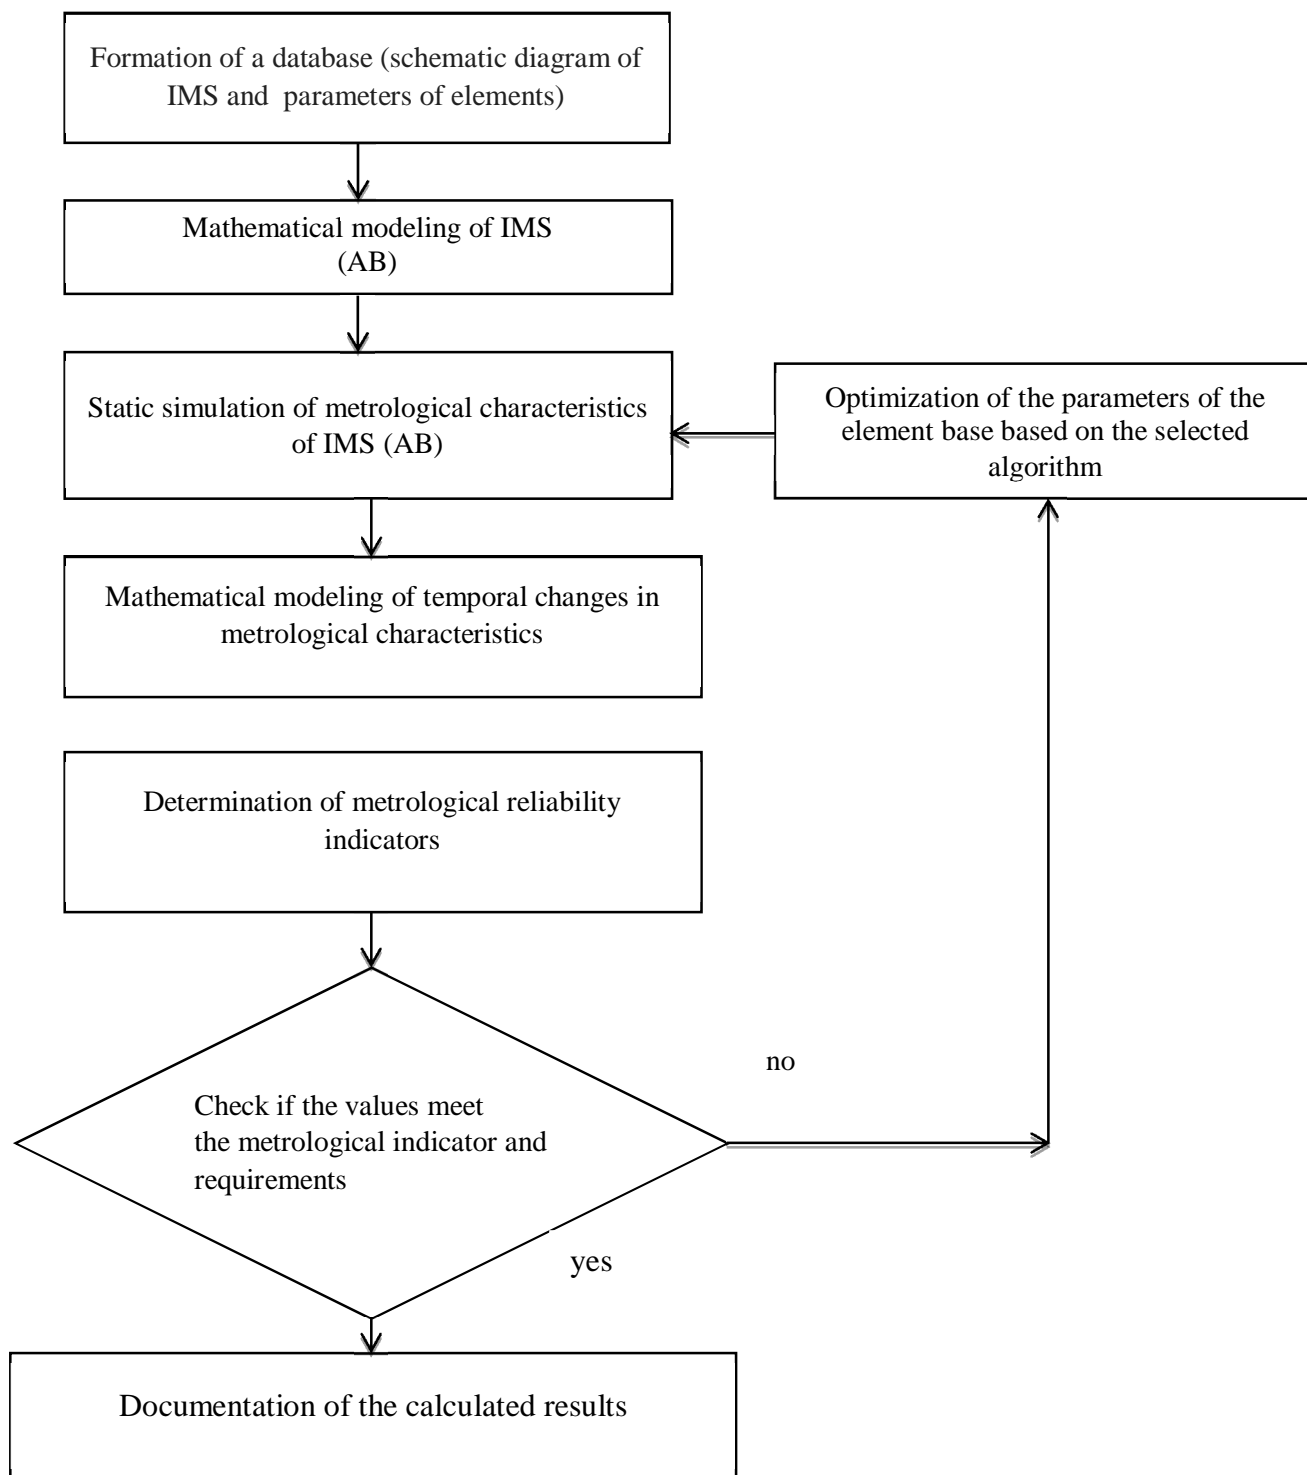 Formation of a database (schematic diagram of
IMS and parameters of elements)
Mathematical modeling of IMS
(AB)
Static simulation of metrological characteristics
of IMS (AB)
Optimization of the parameters of the
element base based on the selected
algorithm
Mathematical modeling of temporal changes in
metrological characteristics
Determination of metrological reliability
indicators
no
Check if the values meet
the metrological indicator and
requirements
yes
Documentation of the calculated results